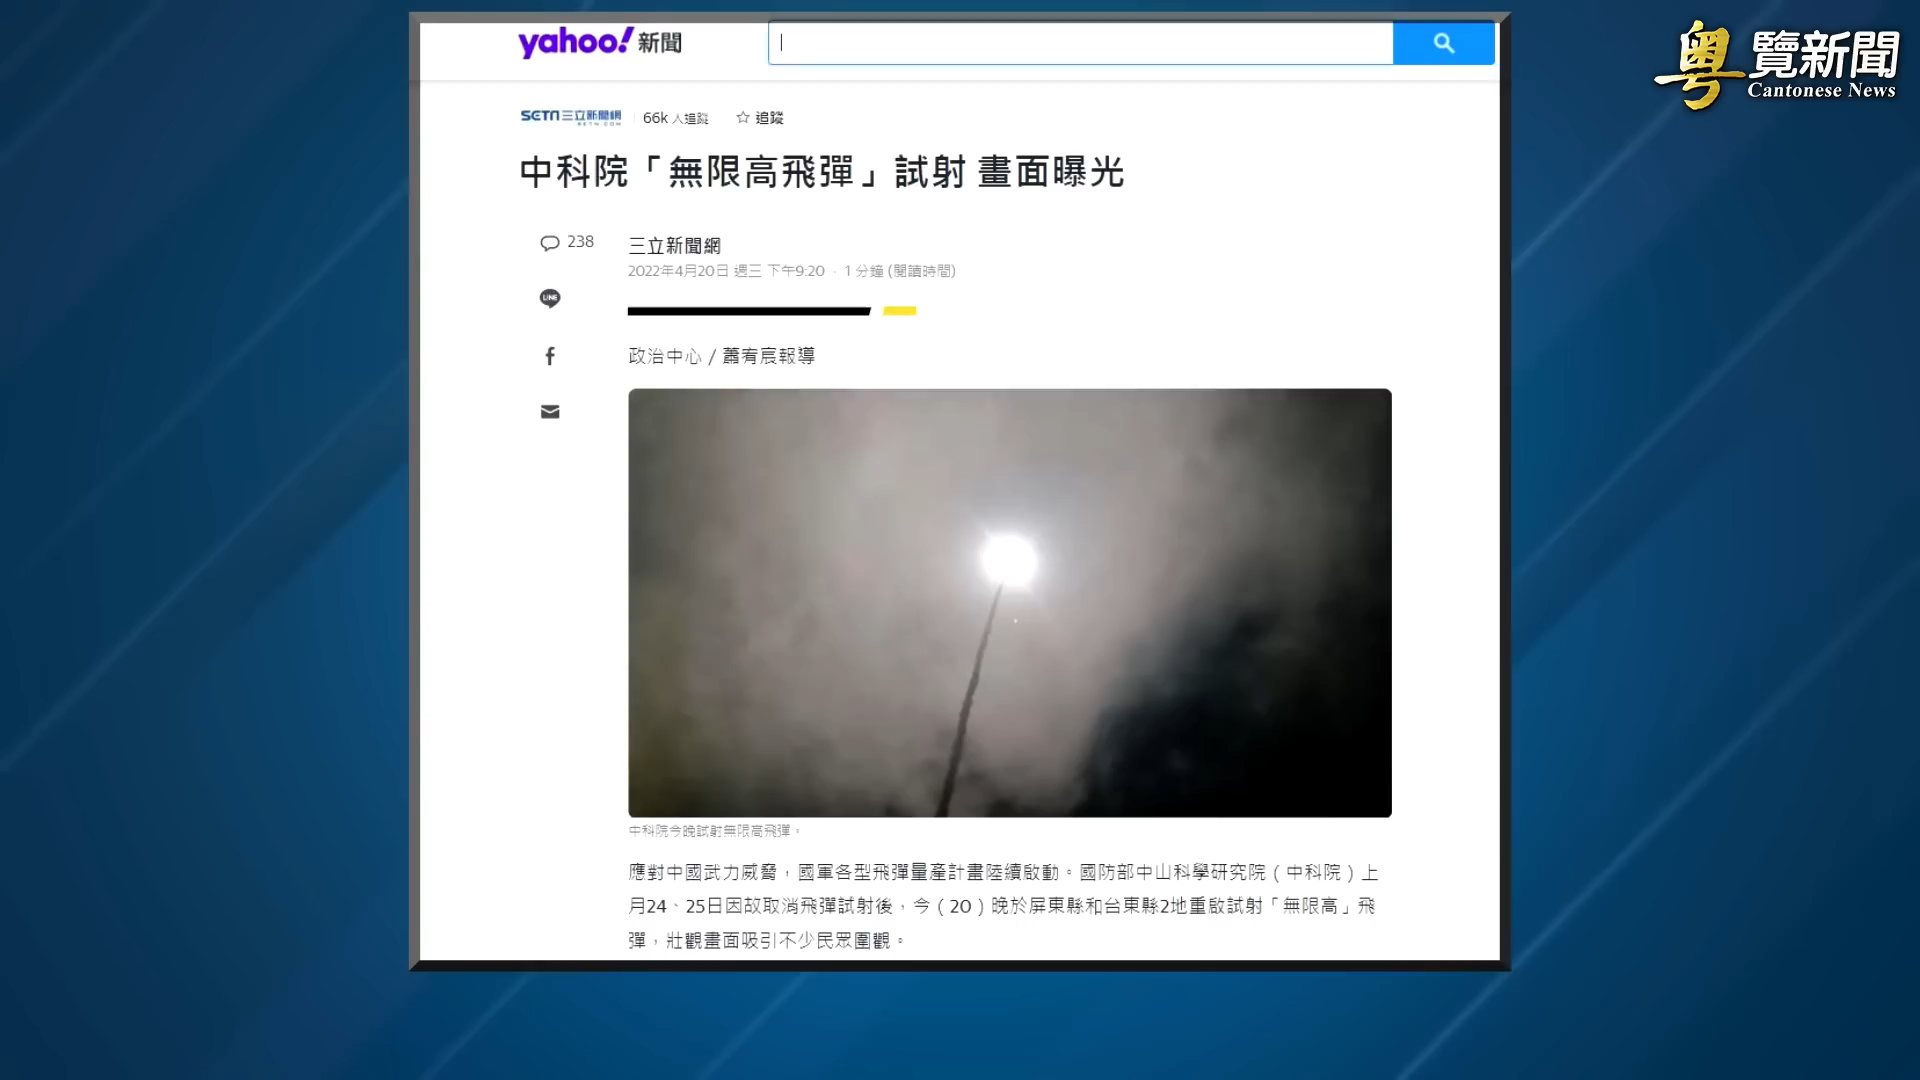 yahoo!新聞
粵覽新聞
Cantonese News
SETN三立新聞網
SETN.COM
66k 人追蹤
追蹤
中科院「無限高飛彈」試射 畫面曝光
238
三立新聞網
2022年4月20日 週三 下午9:20 · 1 分鐘 (閱讀時間)
LINE
政治中心 / 蕭宥宸報導
中科院今晚試射無限高飛彈。
應對中國武力威脅，國軍各型飛彈量產計畫陸續啟動。國防部中山科學研究院（中科院）上
月24、25日因故取消飛彈試射後，今（20）晚於屏東縣和台東縣2地重啟試射「無限高」飛
彈，壯觀畫面吸引不少民眾圍觀。